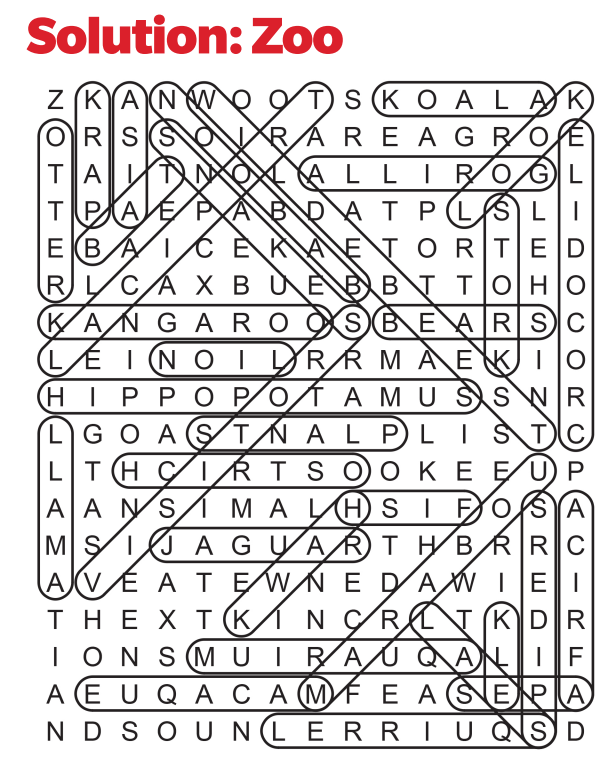 Solution: Zoo
Z K A N W O O T S K O A L A K
O R S S O I R A R E A G R O E
T A I T N O L A L L I R O G L
T P A E P A B D A T P L S L I
E B A I C E K A E T O R T E D
R L C A X B U E B B T T O H O
K A N G A R O O S B E A R S C
L E I N O I L R R M A E K I O
H I P P O P O T A M U S S N R
L G O A S T N A L P L I S T C
L T H C I R T S O O K E E U P
A A N S I M A L H S I F O S A
M S I J A G U A R T H B R R C
A V E A T E W N E D A W I E I
T H E X T K I N C R L T K D R
I O N S M U I R A U Q A L I F
A E U Q A C A M F E A S E P A
N D S O U N L E R R I U Q S D